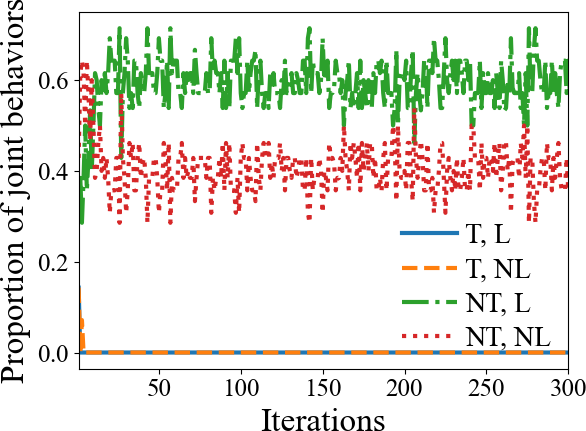 Proportion of joint behaviors
0.6
0.4
0.2
0.0
T, L
T, NL
NT, L
NT, NL
50 100 150 200 250 300
Iterations